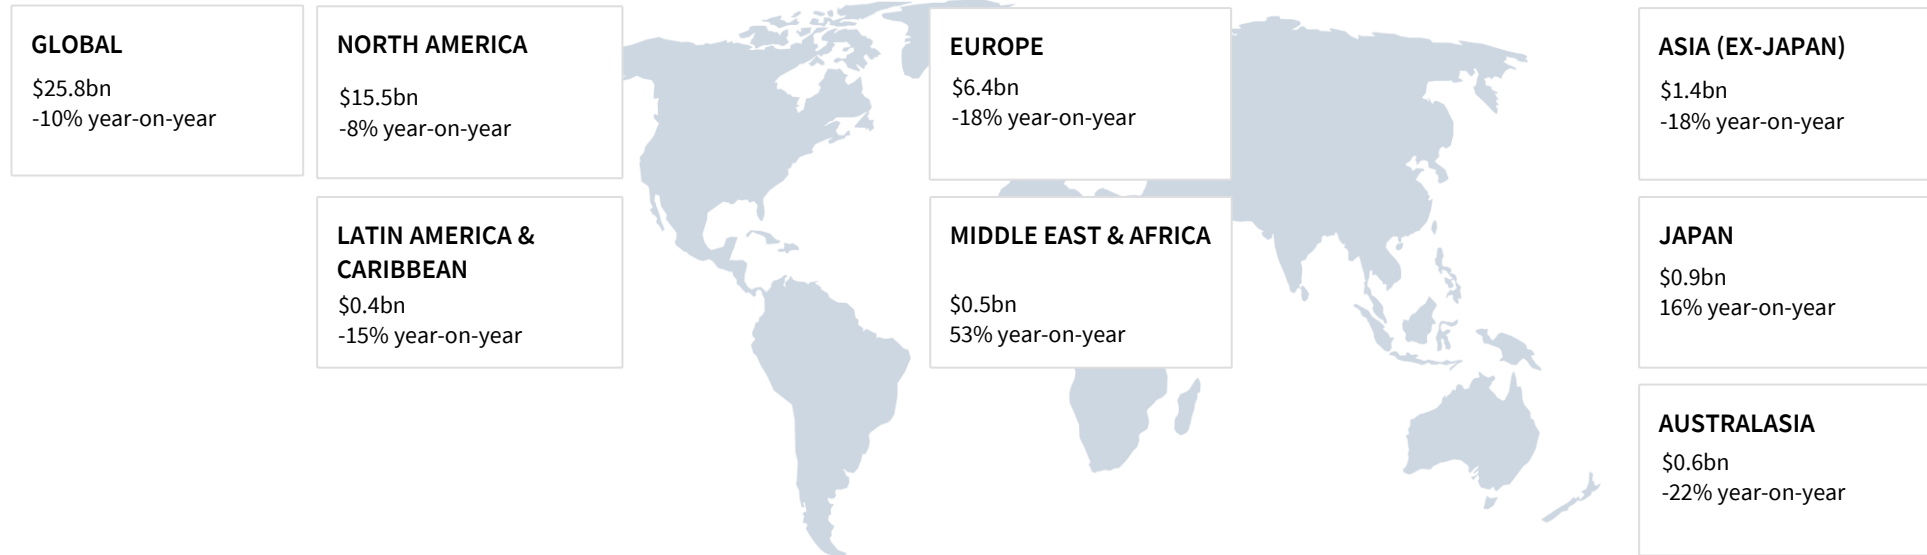 GLOBAL
$25.8bn
-10% year-on-year
NORTH AMERICA
$15.5bn
-8% year-on-year
EUROPE
$6.4bn
-18% year-on-year
ASIA (EX-JAPAN)
$1.4bn
-18% year-on-year
LATIN AMERICA &
CARIBBEAN
$0.4bn
-15% year-on-year
MIDDLE EAST & AFRICA
$0.5bn
53% year-on-year
JAPAN
$0.9bn
16% year-on-year
AUSTRALASIA
$0.6bn
-22% year-on-year